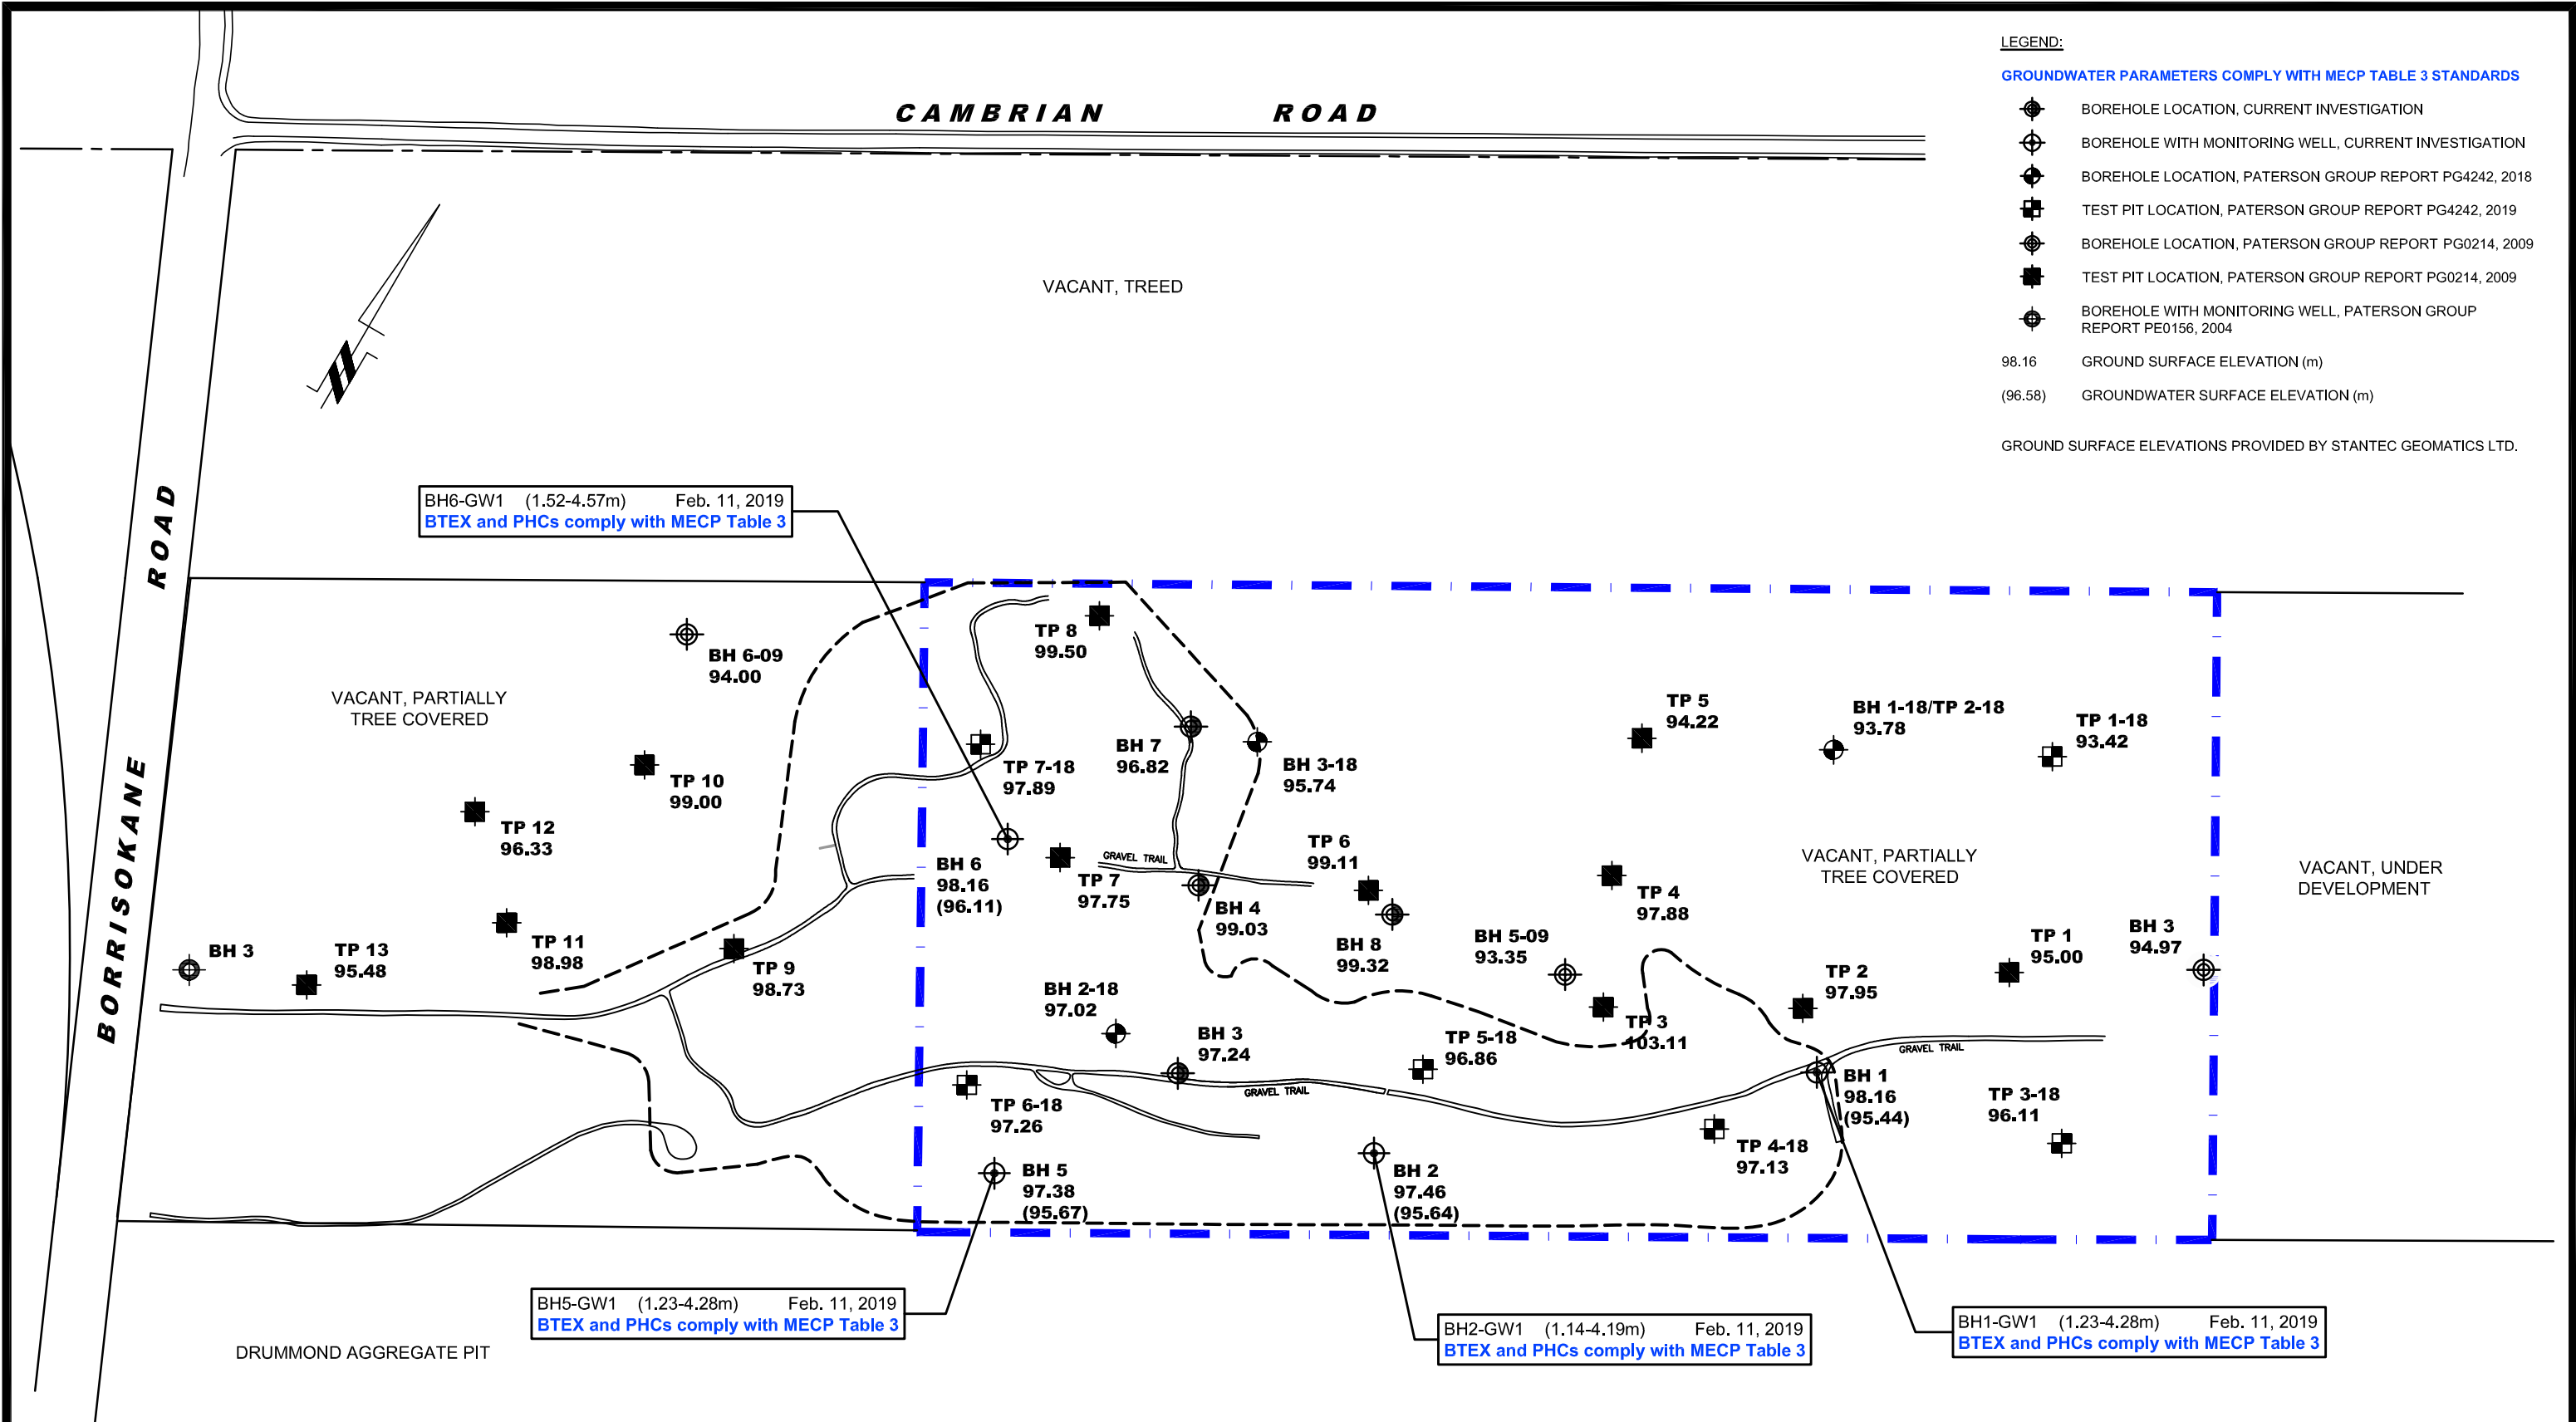 LEGEND:
GROUNDWATER PARAMETERS COMPLY WITH MECP TABLE 3 STANDARDS
BOREHOLE LOCATION, CURRENT INVESTIGATION
BOREHOLE WITH MONITORING WELL, CURRENT INVESTIGATION
BOREHOLE LOCATION, PATERSON GROUP REPORT PG4242, 2018
TEST PIT LOCATION, PATERSON GROUP REPORT PG4242, 2019
BOREHOLE LOCATION, PATERSON GROUP REPORT PG0214, 2009
TEST PIT LOCATION, PATERSON GROUP REPORT PG0214, 2009
BOREHOLE WITH MONITORING WELL, PATERSON GROUP
REPORT PE0156, 2004
98.16 GROUND SURFACE ELEVATION (m)
(96.58) GROUNDWATER SURFACE ELEVATION (m)
GROUND SURFACE ELEVATIONS PROVIDED BY STANTEC GEOMATICS LTD.
CAMBRIAN ROAD
VACANT, TREED
BORRISOKANE ROAD
BH6-GW1 (1.52-4.57m) Feb. 11, 2019
BTEX and PHCs comply with MECP Table 3
VACANT, PARTIALLY
TREE COVERED
BH 6-09
94.00
TP 10
99.00
TP 12
96.33
TP 11
98.98
BH 3
TP 13
95.48
TP 9
98.73
TP 8
99.50
TP 7-18
97.89
BH 7
96.82
BH 3-18
95.74
BH 6
98.16
(96.11)
TP 7
97.75
GRAVEL TRAIL
BH 4
99.03
TP 6
99.11
BH 8
99.32
TP 5
94.22
BH 1-18/TP 2-18
93.78
TP 1-18
93.42
TP 4
97.88
VACANT, PARTIALLY
TREE COVERED
VACANT, UNDER
DEVELOPMENT
BH 5-09
93.35
TP 3
103.11
TP 2
97.95
TP 1
95.00
BH 3
94.97
BH 2-18
97.02
BH 3
97.24
TP 5-18
96.86
GRAVEL TRAIL
GRAVEL TRAIL
TP 6-18
97.26
BH 5
97.38
(95.67)
BH 2
97.46
(95.64)
TP 4-18
97.13
BH 1
98.16
(95.44)
TP 3-18
96.11
BH5-GW1 (1.23-4.28m) Feb. 11, 2019
BTEX and PHCs comply with MECP Table 3
BH2-GW1 (1.14-4.19m) Feb. 11, 2019
BTEX and PHCs comply with MECP Table 3
BH1-GW1 (1.23-4.28m) Feb. 11, 2019
BTEX and PHCs comply with MECP Table 3
DRUMMOND AGGREGATE PIT